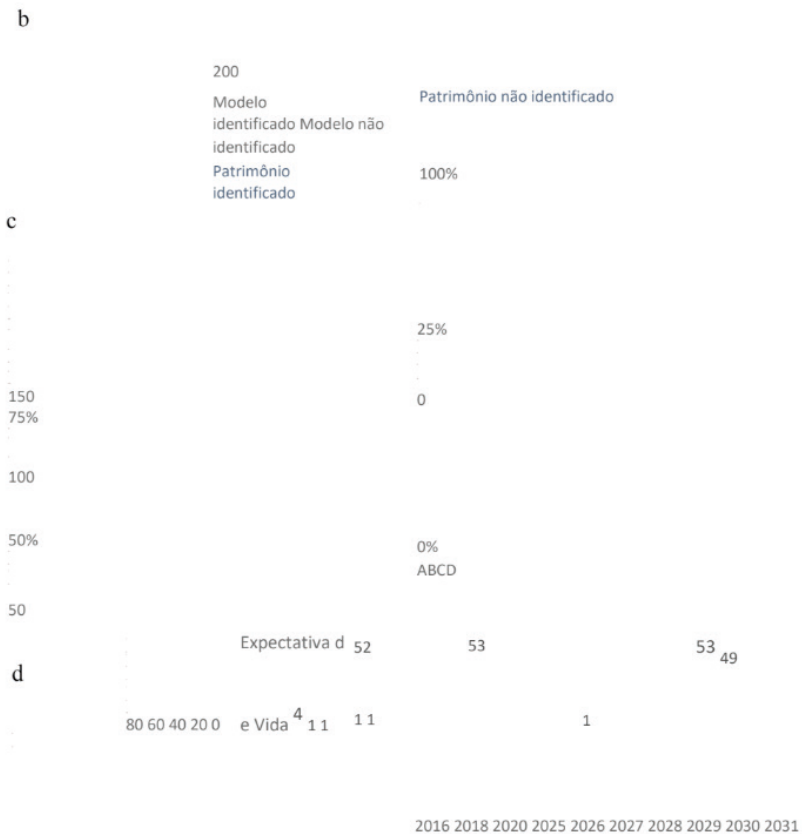 b
200
Modelo
identificado Modelo não
identificado
Patrimônio
identificado
Patrimônio não identificado
100%
c
25%
150
75%
0
100
50%
0%
ABCD
50
Expectativa d 52 53 53
49
d
80 60 40 20 0 e Vida 4 1 1 1 1 1
2016 2018 2020 2025 2026 2027 2028 2029 2030 2031